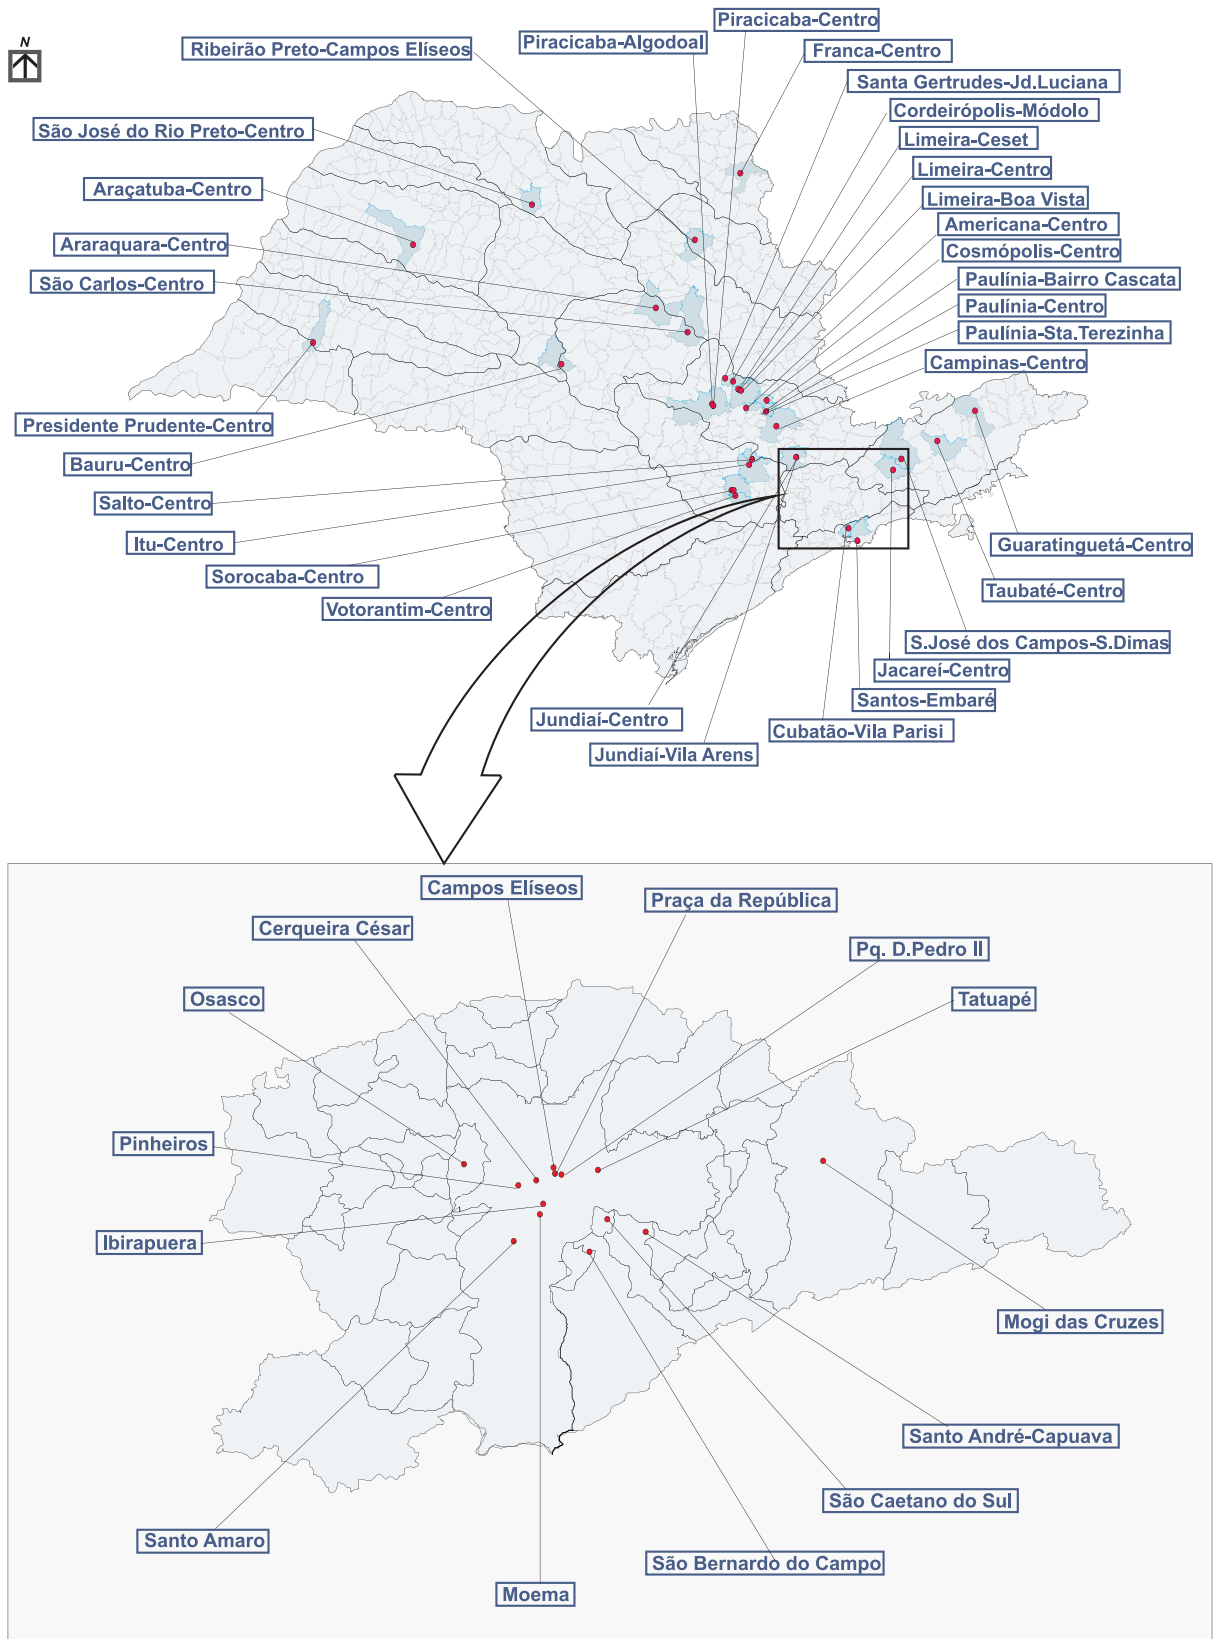 N
Piracicaba-Centro
Piracicaba-Algodoal
Ribeirão Preto-Campos Elíseos
Franca-Centro
Santa Gertrudes-Jd.Luciana
Cordeirópolis-Módolo
São José do Rio Preto-Centro
Limeira-Ceset
Limeira-Centro
Araçatuba-Centro
Limeira-Boa Vista
Americana-Centro
Araraquara-Centro
Cosmópolis-Centro
Paulínia-Bairro Cascata
São Carlos-Centro
Paulínia-Centro
Paulínia-Sta.Terezinha
Campinas-Centro
Presidente Prudente-Centro
Bauru-Centro
Salto-Centro
Itu-Centro
Guaratinguetá-Centro
Sorocaba-Centro
Taubaté-Centro
Votorantim-Centro
S.José dos Campos-S.Dimas
Jacareí-Centro
Santos-Embaré
Jundiaí-Centro
Cubatão-Vila Parisi
Jundiaí-Vila Arens
Campos Elíseos
Praça da República
Cerqueira César
Pq. D.Pedro II
Osasco
Tatuapé
Pinheiros
Ibirapuera
Mogi das Cruzes
Santo André-Capuava
São Caetano do Sul
Santo Amaro
São Bernardo do Campo
Moema